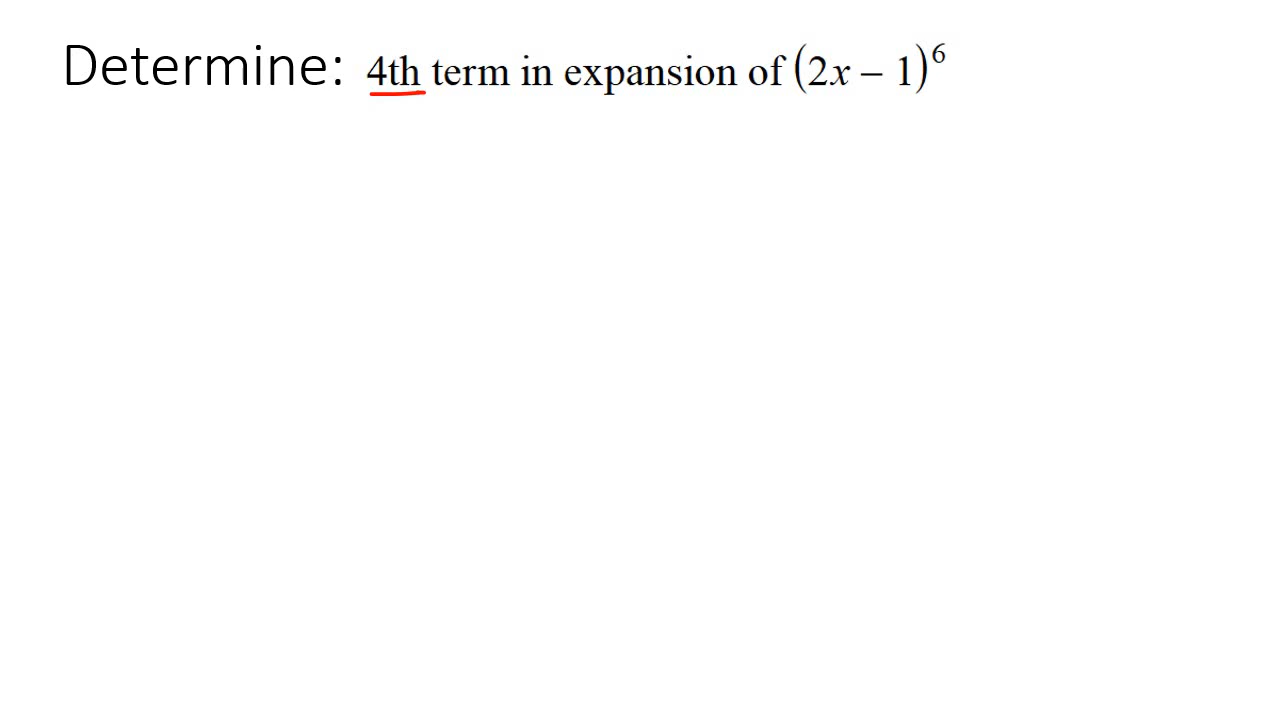 Determine: 4th term in expansion of (2x – 1)⁶